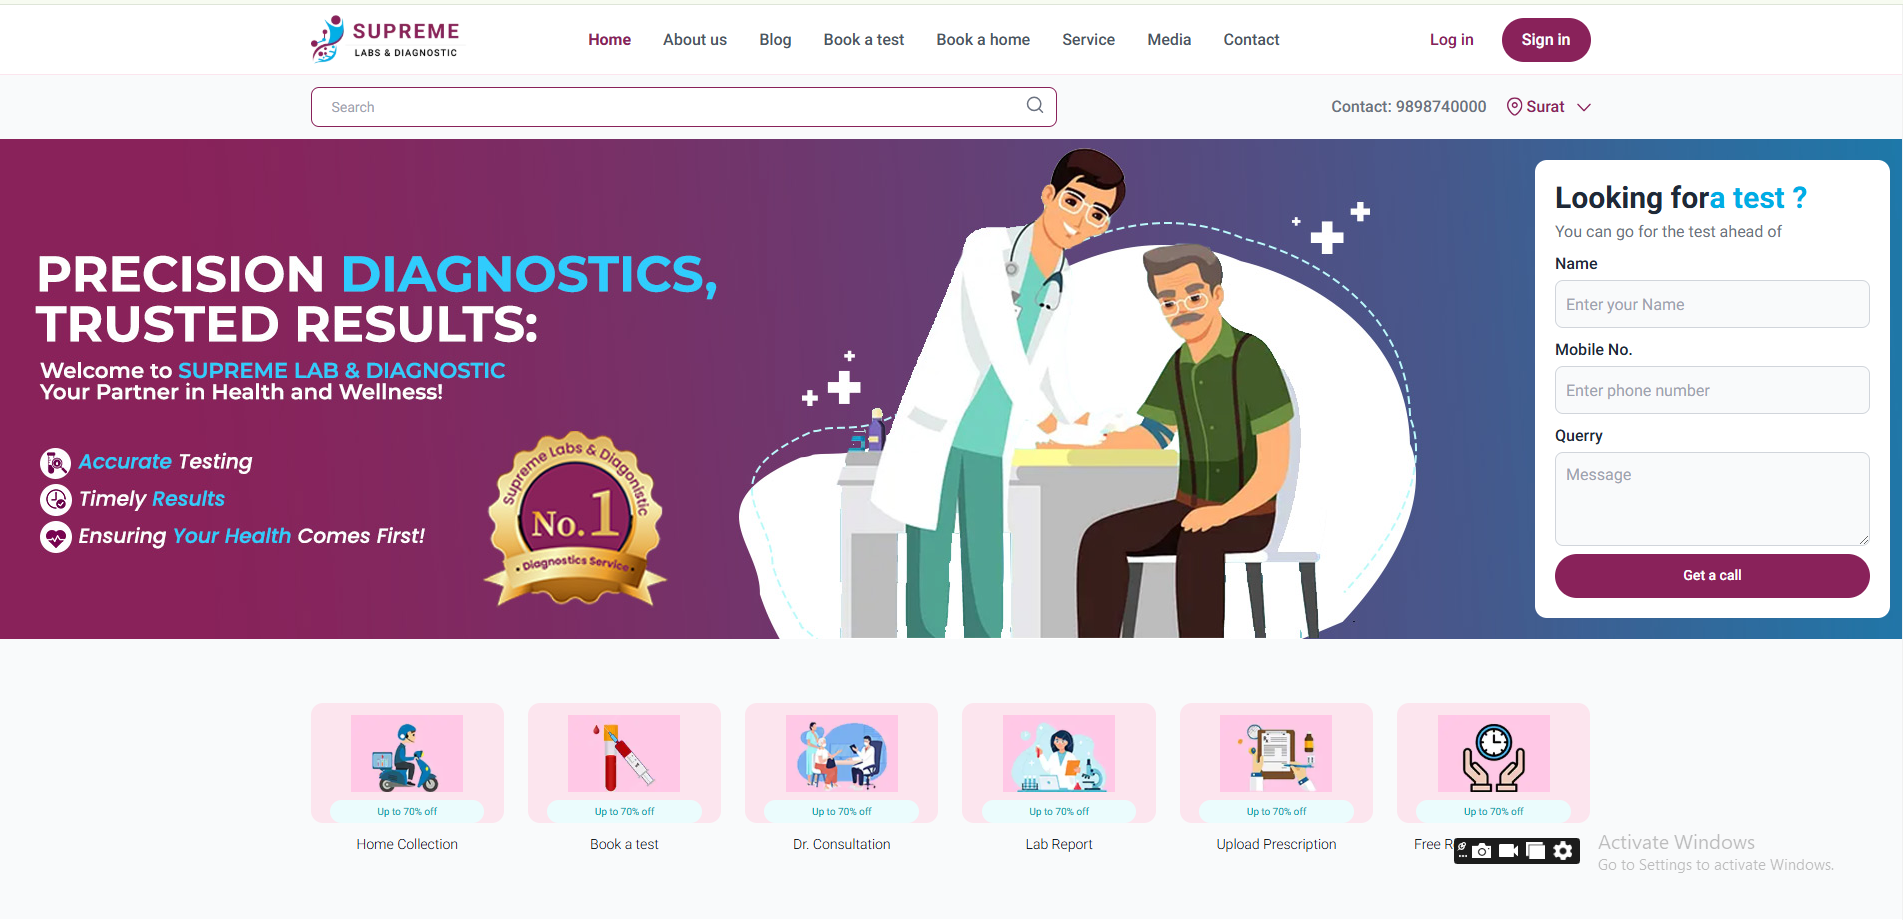 SUPREME
LABS & DIAGNOSTIC
Home About us Blog Book a test Book a home Service Media Contact
Log in Sign in
Search
Contact: 9898740000 Surat
PRECISION DIAGNOSTICS,
TRUSTED RESULTS:
Welcome to SUPREME LAB & DIAGNOSTIC
Your Partner in Health and Wellness!
Accurate Testing
Timely Results
Ensuring Your Health Comes First!
Supreme Labs & Diagonistic
No.1
Diagnostics Service
Looking fora test ?
You can go for the test ahead of
Name
Enter your Name
Mobile No.
Enter phone number
Querry
Message
Get a call
Up to 70% off Up to 70% off Up to 70% off Up to 70% off Up to 70% off Up to 70% off
Home Collection Book a test Dr. Consultation Lab Report Upload Prescription Free
Activate Windows
Go to Settings to activate Windows.